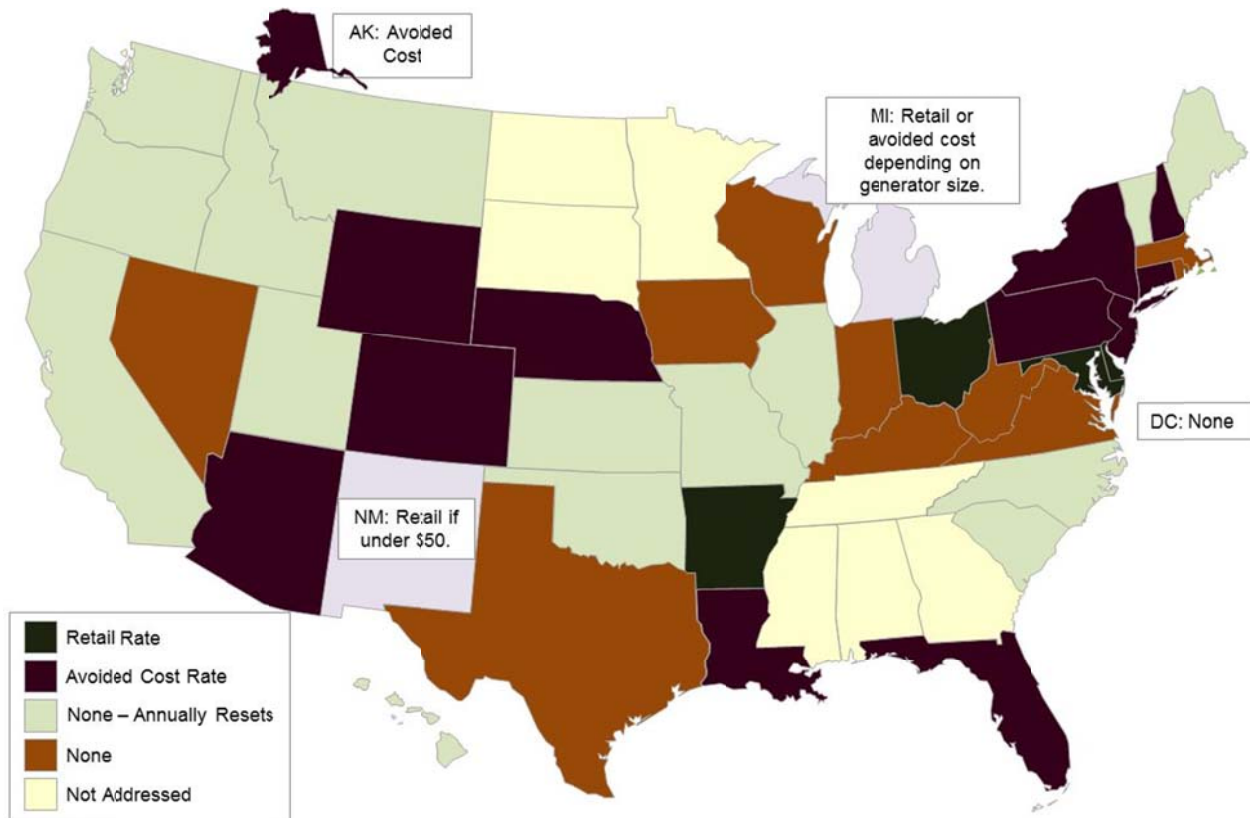 AK: Avoided
Cost
MI: Retail or
avoided cost
depending on
generator size.
DC: None
NM: Retail if
under $50.
Retail Rate
Avoided Cost Rate
None – Annually Resets
None
Not Addressed